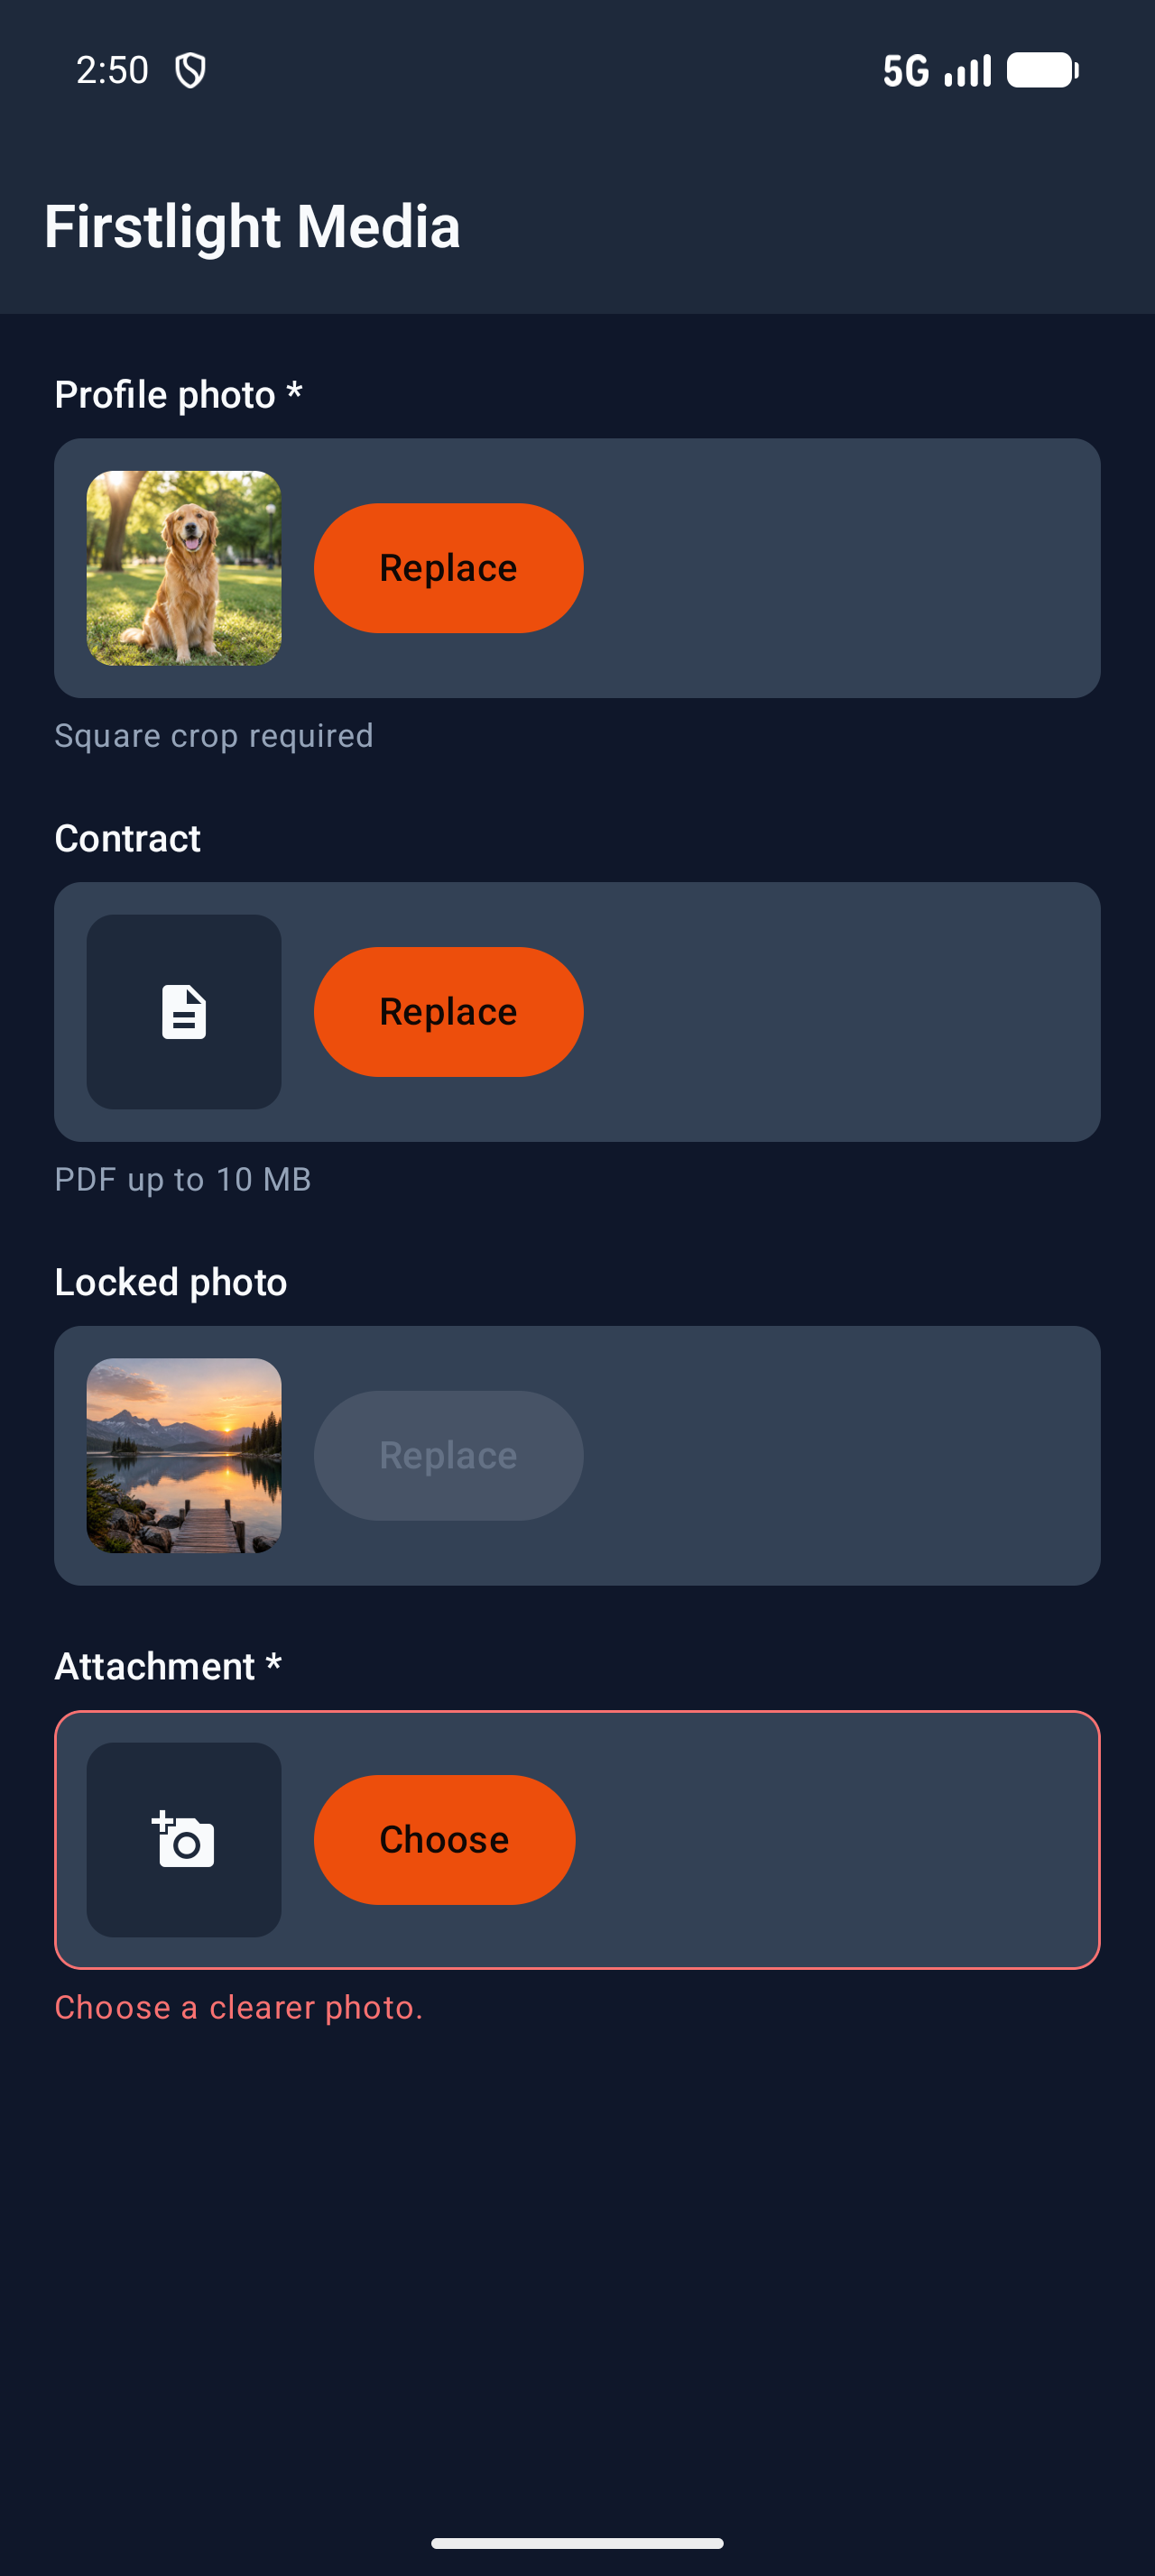 2:50
5G
Firstlight Media
Profile photo *
Replace
Square crop required
Contract
Replace
PDF up to 10 MB
Locked photo
Replace
Attachment *
Choose
Choose a clearer photo.